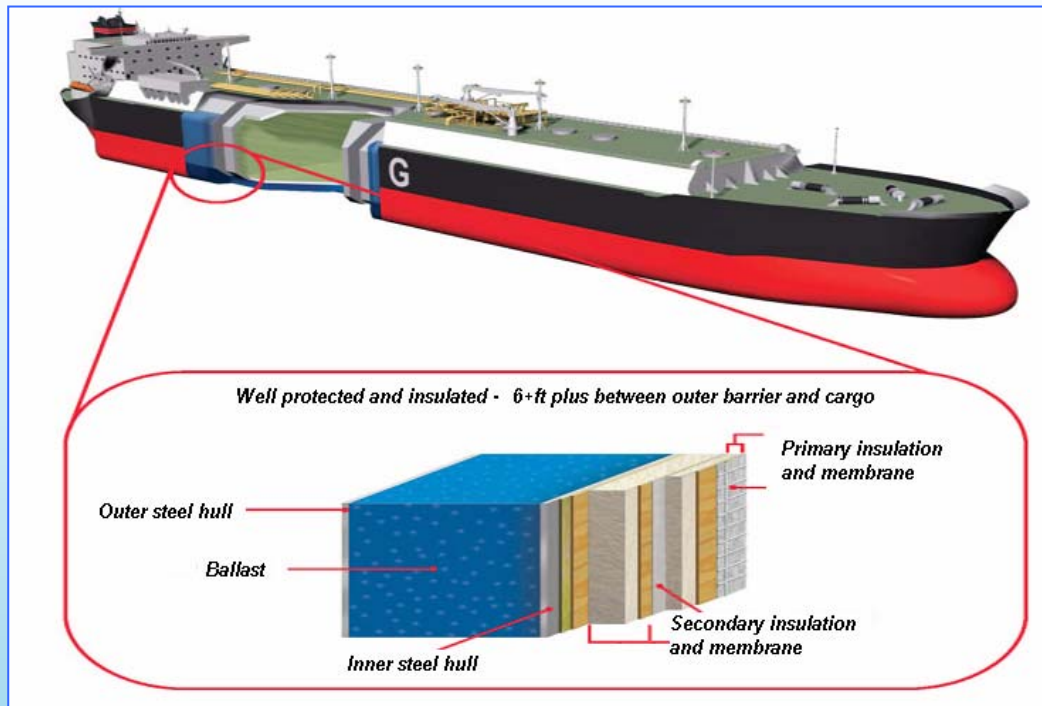 G
Well protected and insulated - 6+ft plus between outer barrier and cargo
Primary insulation
and membrane
Outer steel hull
Ballast
Secondary insulation
and membrane
Inner steel hull